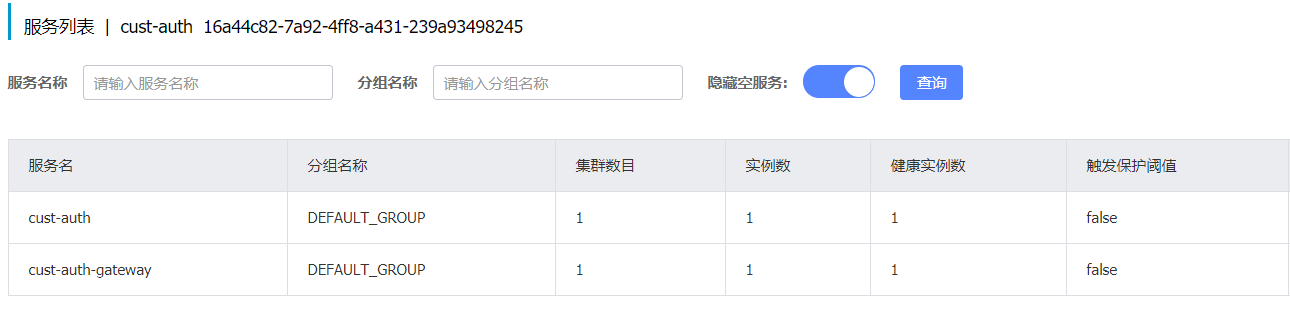 服务列表 | cust-auth 16a44c82-7a92-4ff8-a431-239a93498245
服务名称 请输入服务名称 分组名称 请输入分组名称 隐藏空服务: 查询
服务名 分组名称 集群数目 实例数 健康实例数 触发保护阈值
cust-auth DEFAULT_GROUP 1 1 1 false
cust-auth-gateway DEFAULT_GROUP 1 1 1 false